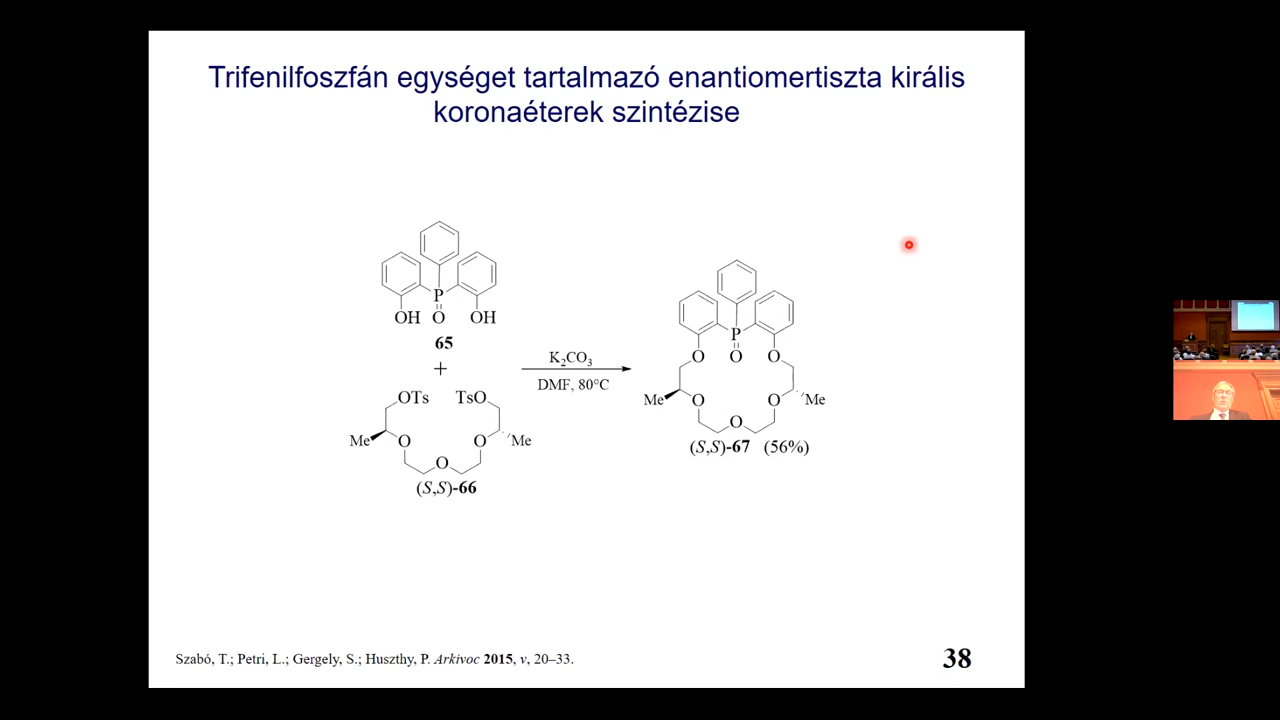 Trifenilfoszfán egységet tartalmazó enantiomertiszta királis
koronaéterek szintézise
P
OH O OH
65
+
OTs TsO
Me O O Me
O
(S,S)-66
K₂CO₃
DMF, 80°C
P
O O O
Me O O Me
O
(S,S)-67 (56%)
Szabó, T.; Petri, L.; Gergely, S.; Huszthy, P. Arkivoc 2015, v, 20–33.
38